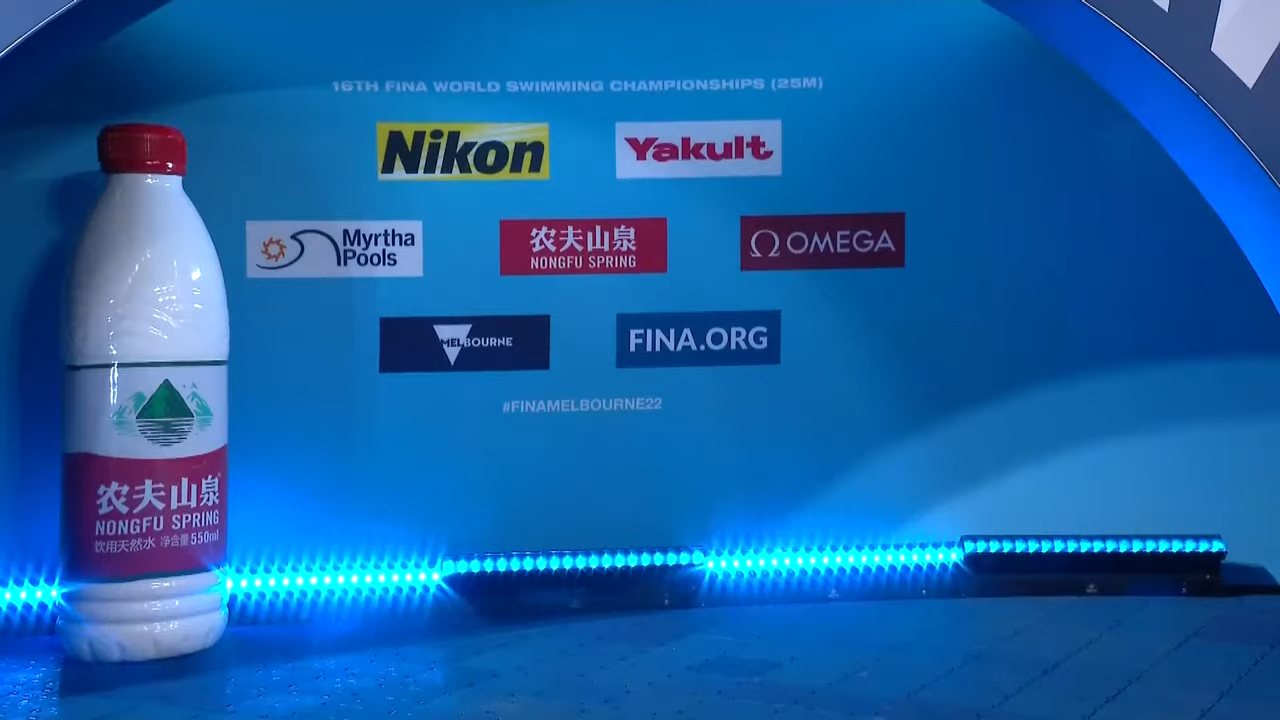 16TH FINA WORLD SWIMMING CHAMPIONSHIPS (25M)
Nikon
Yakult
Myrtha
Pools
农夫山泉
NONGFU SPRING
Ω OMEGA
MELBOURNE
FINA.ORG
#FINAMELBOURNE22
农夫山泉
NONGFU SPRING
饮用天然水 净含量550ml